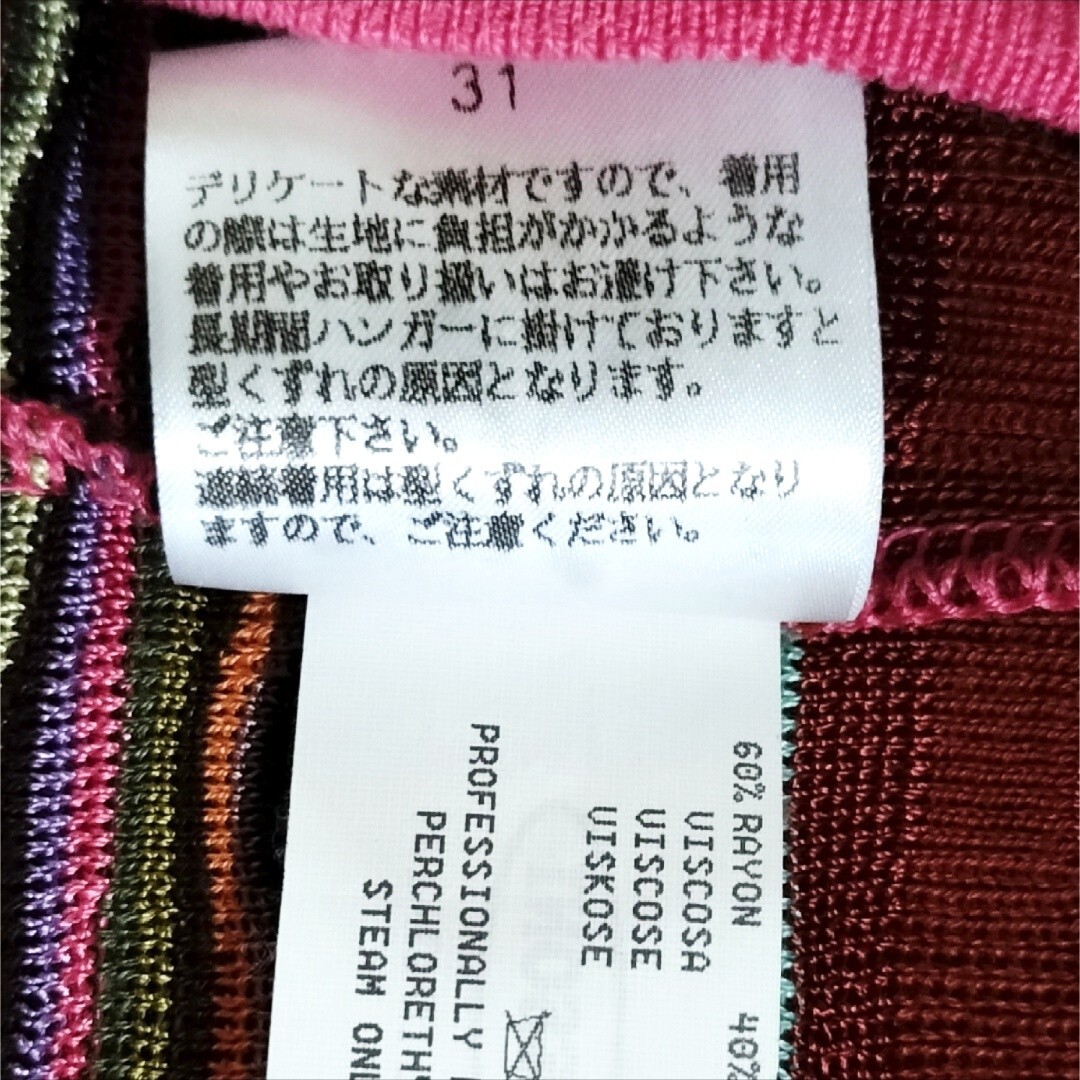 31
デリケートな素材ですので、着用
の際は生地に負担がかかるような
着用やお取り扱いはお避け下さい。
長期間ハンガーに掛けておりますと
型くずれの原因となります。
ご注意下さい。
連続着用は型くずれの原因となり
ますので、ご注意ください。
60% RAYON 40%
VISCOSA
VISCOSE
VISKOSE
PROFESSIONALLY
PERCHLORETH
STEAM ONL